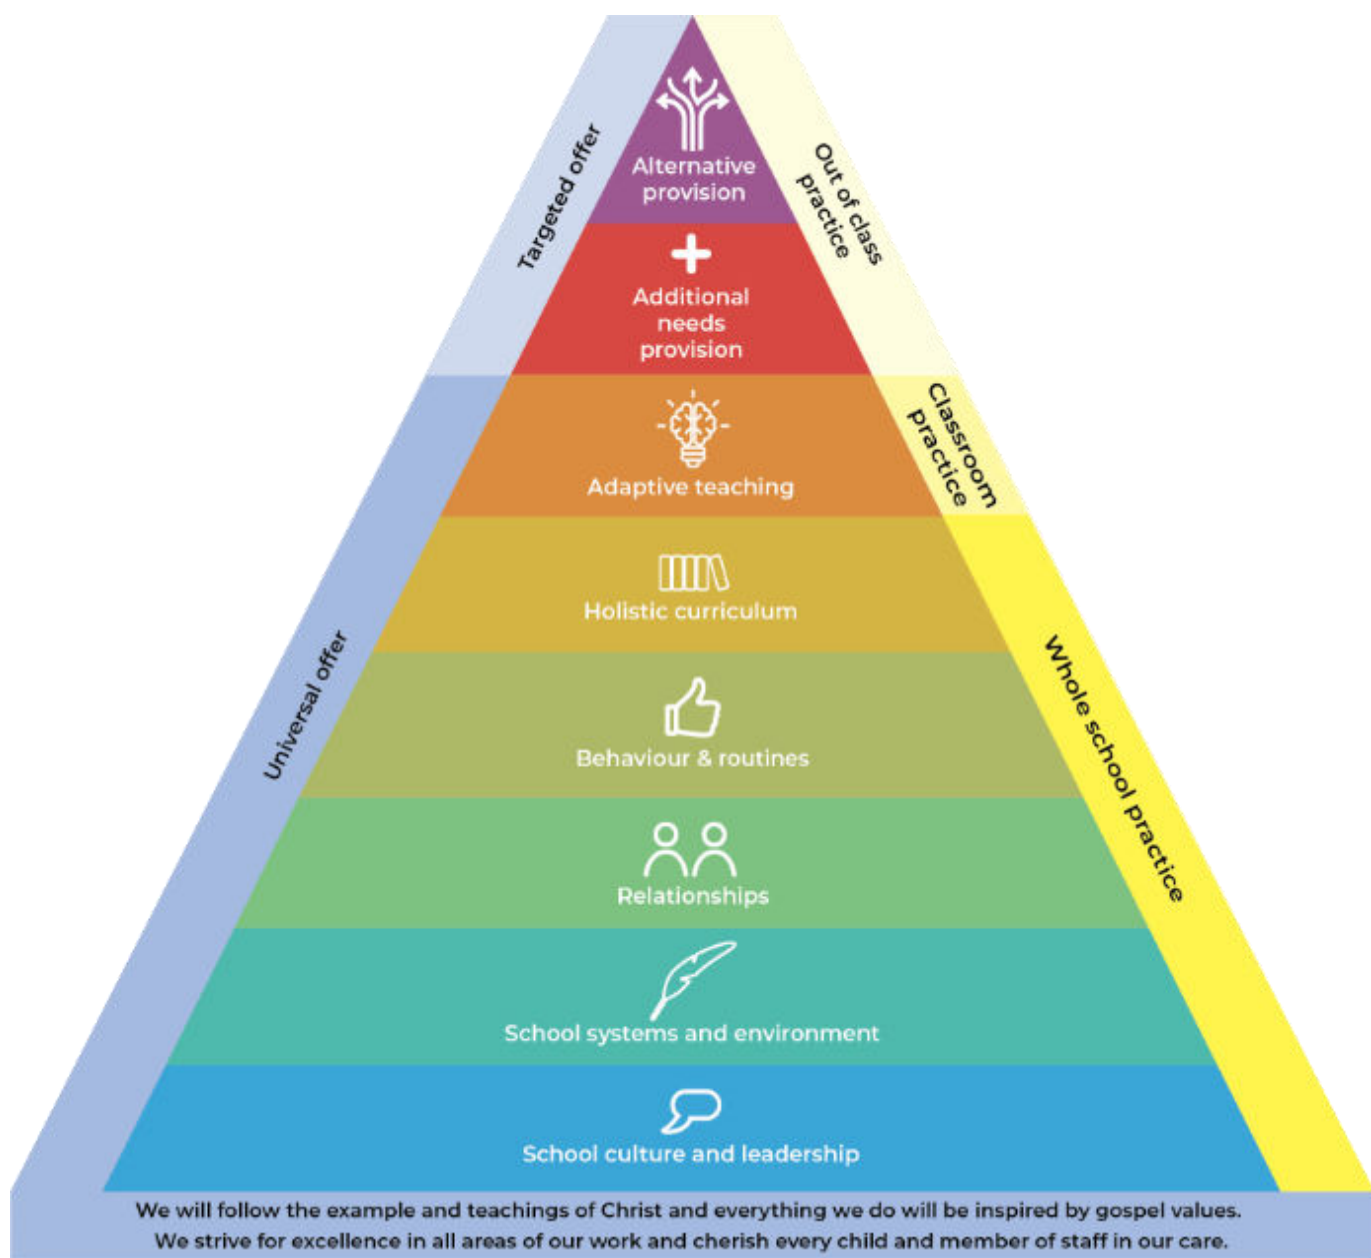 Targeted offer
Out of class
practice
Alternative
provision
Additional
needs
provision
Classroom
practice
Adaptive teaching
Holistic curriculum
Universal offer
Whole school practice
Behaviour & routines
Relationships
School systems and environment
School culture and leadership
We will follow the example and teachings of Christ and everything we do will be inspired by gospel values.
We strive for excellence in all areas of our work and cherish every child and member of staff in our care.